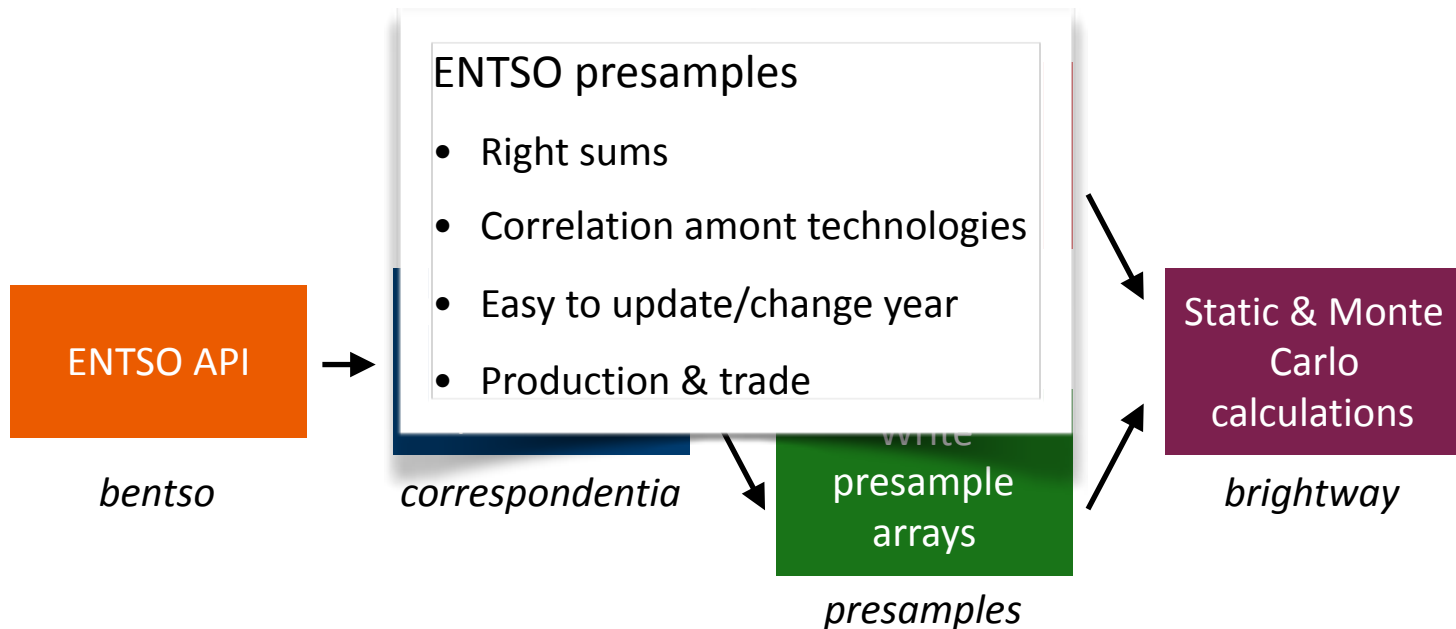 ENTSO presamples
• Right sums
• Correlation amont technologies
• Easy to update/change year
• Production & trade
ENTSO API
bentso
correspondentia
Write
presample
arrays
presamples
Static & Monte
Carlo
calculations
brightway